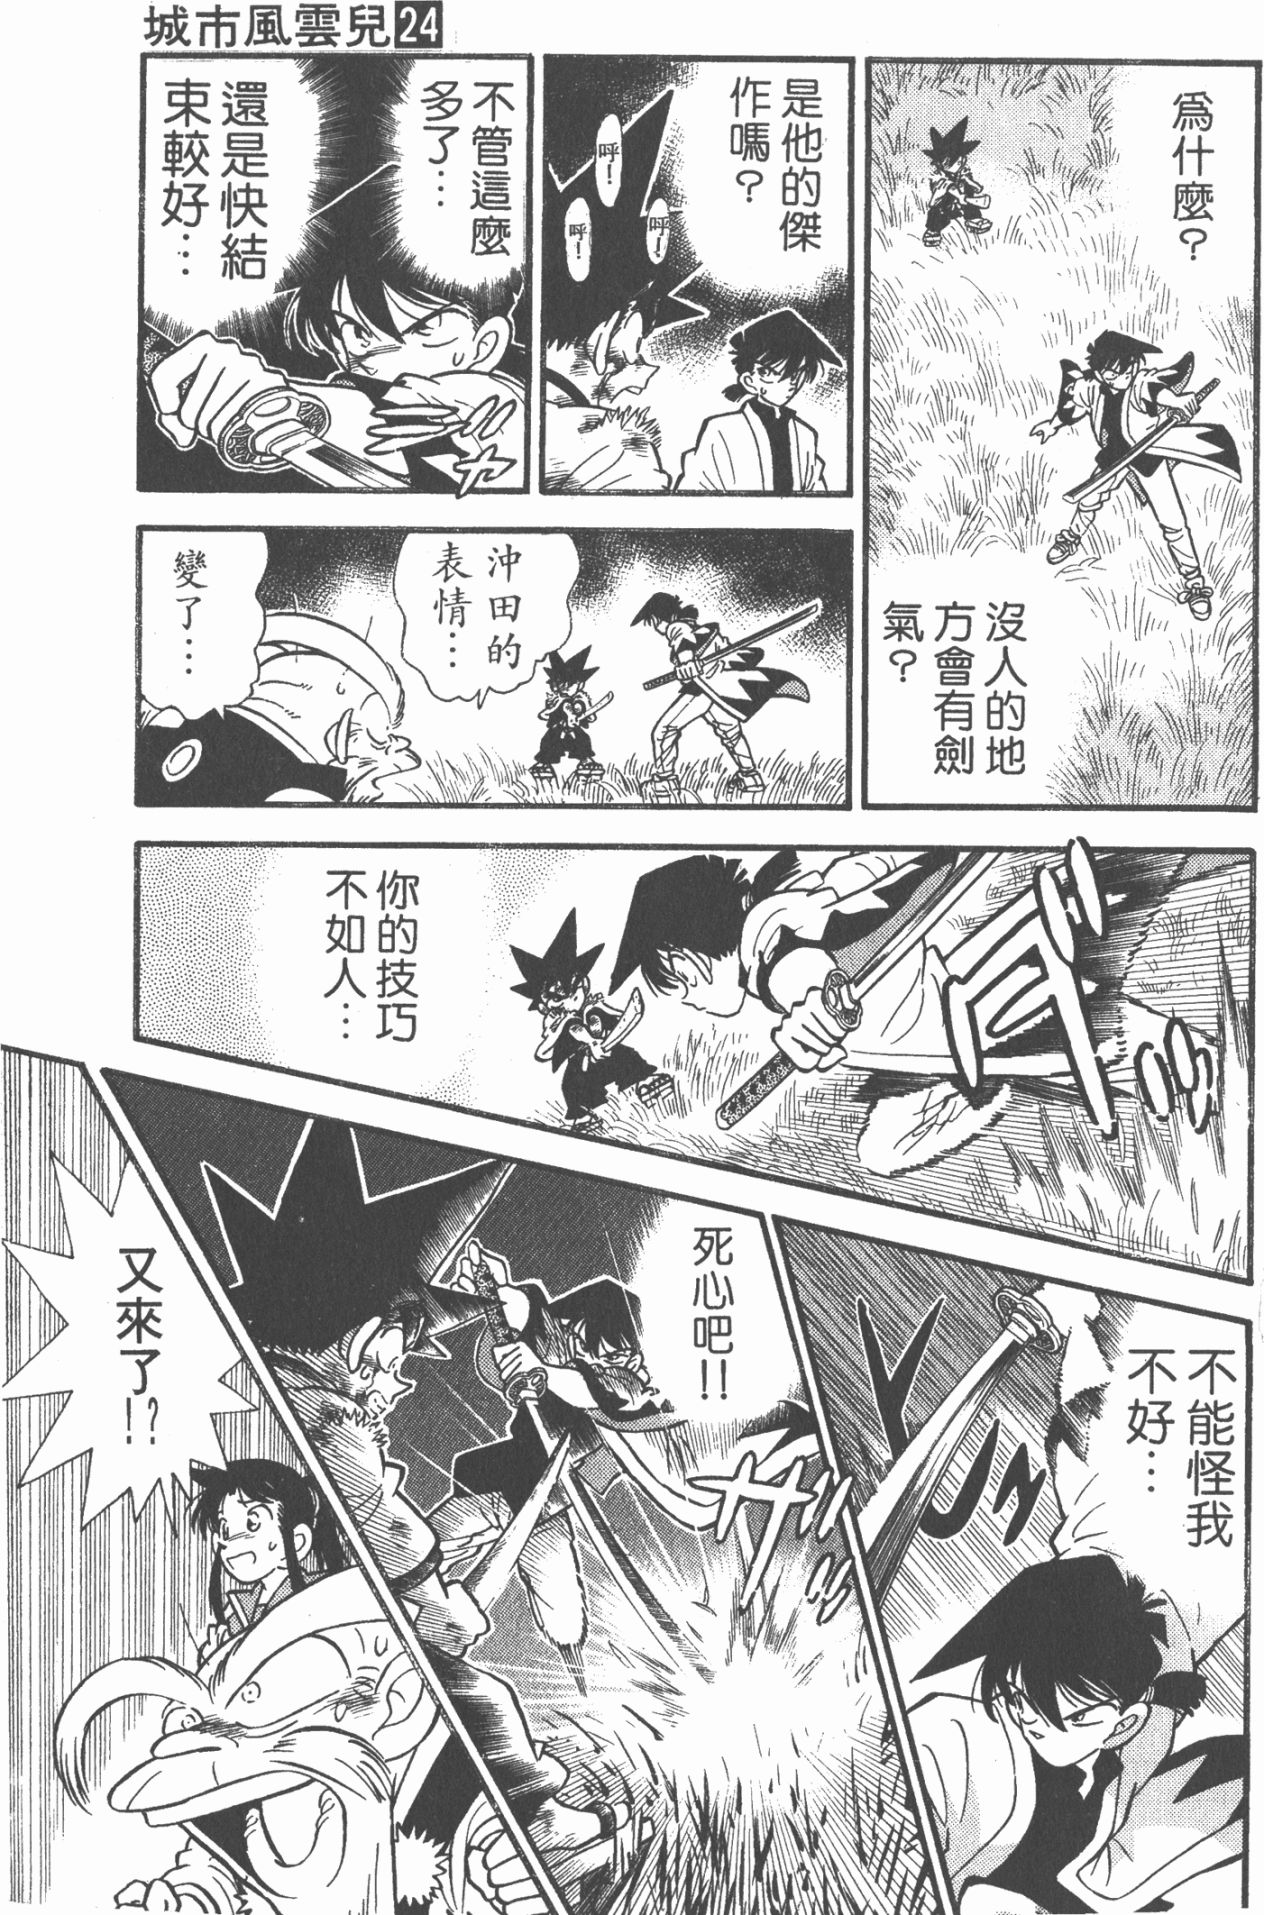 城市風雲兒24
爲什麼？
沒人的地
方會有劍
氣？
是他的傑
作嗎？
呼！
呼！
呼！
不管這麼
多了…
還是快結
束較好…
沖田的
表情…
變了…
你的技巧
不如人…
不能怪我
不好…
死心吧!!
又來了!?